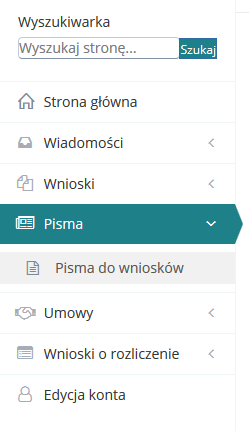 Wyszukiwarka
Wyszukaj stronę... Szukaj
Strona główna
Wiadomości
Wnioski
Pisma
Pisma do wniosków
Umowy
Wnioski o rozliczenie
Edycja konta